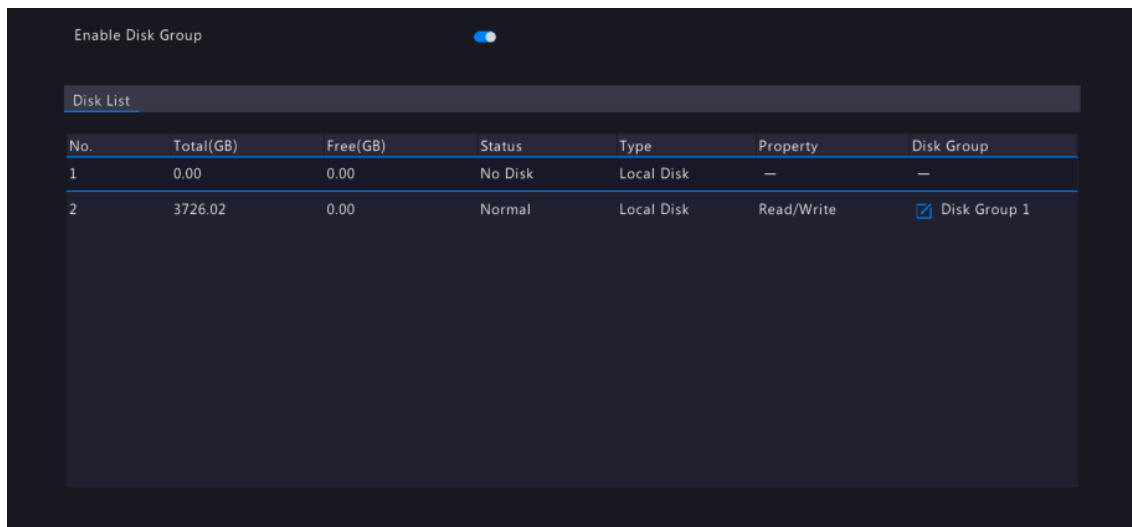 Enable Disk Group
Disk List
No. Total(GB) Free(GB) Status Type Property Disk Group
1 0.00 0.00 No Disk Local Disk — —
2 3726.02 0.00 Normal Local Disk Read/Write Disk Group 1